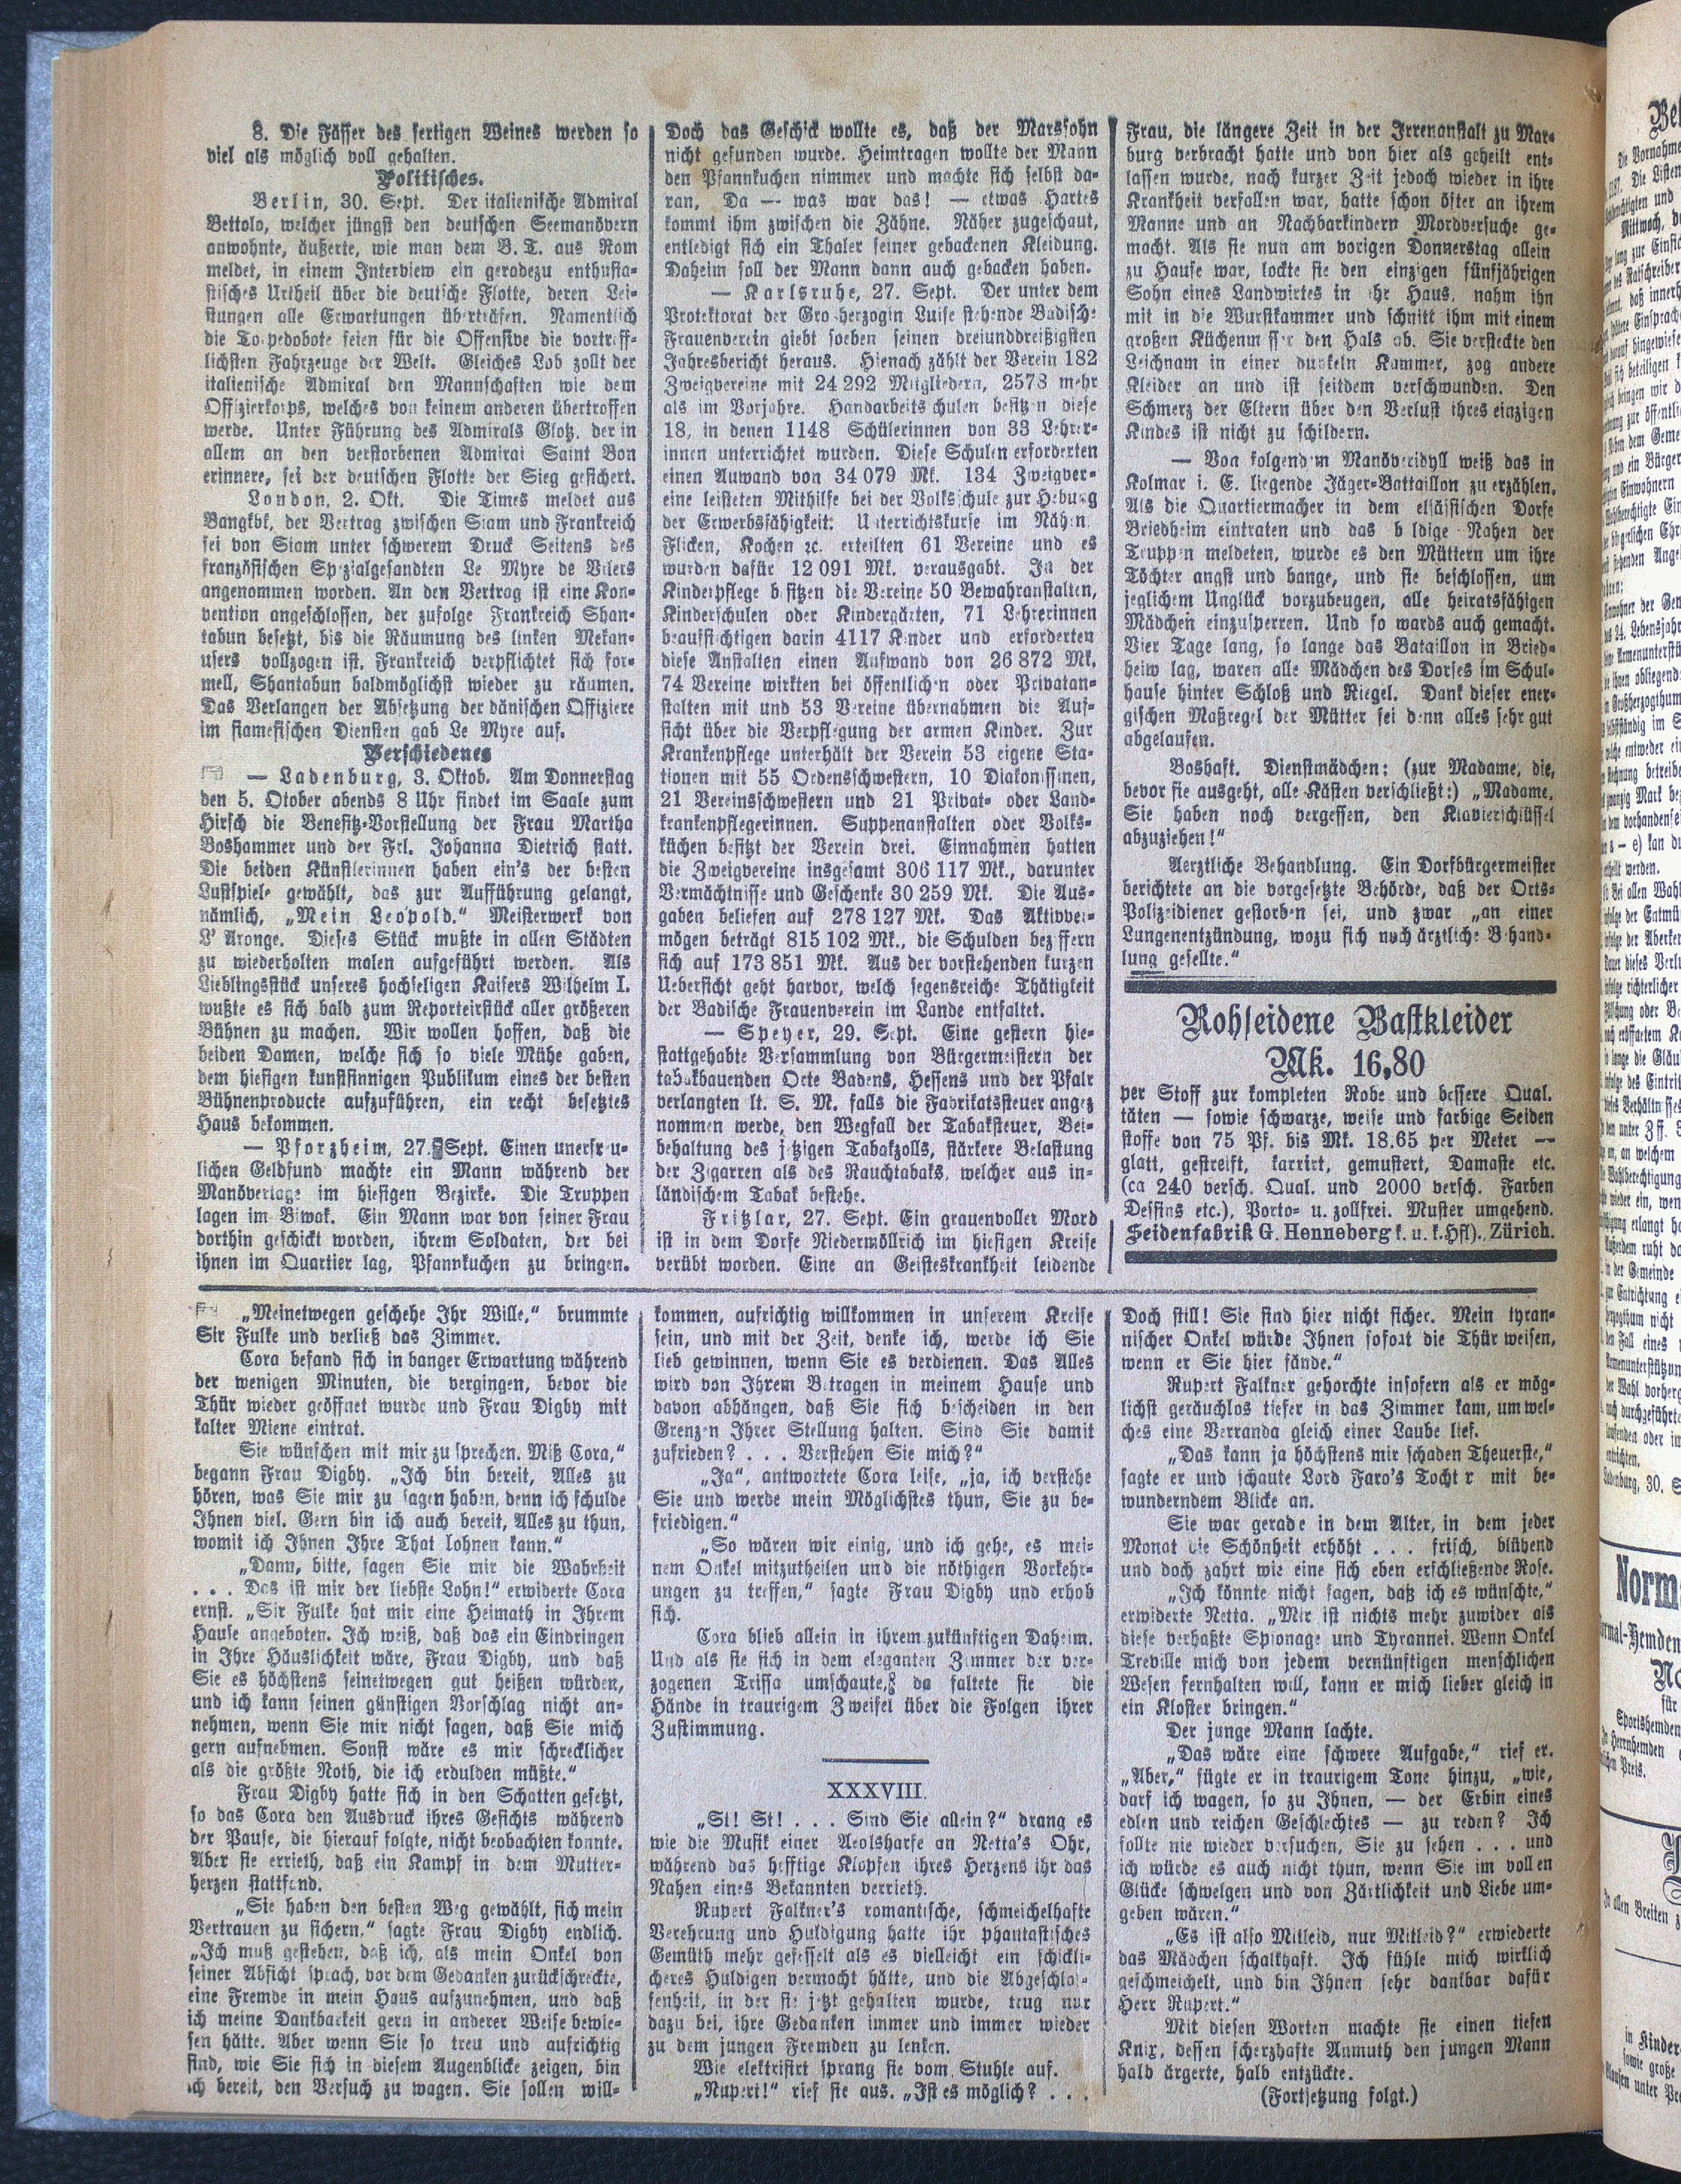 8. Die Fässer des fertigen Weines werden so
viel als möglich voll gehalten.
Politisches.
Berlin, 30. Sept. Der italienische Admiral
Bettolo, welcher jüngst den deutschen Seemanövern
anwohnte, äußerte, wie man dem B. T. aus Rom
meldet, in einem Interview ein geradezu enthusia-
stisches Urtheil über die deutsche Flotte, deren Lei-
stungen alle Erwartungen überträfen. Namentlich
die Torpedobote seien für die Offensive die vortreff-
lichsten Fahrzeuge der Welt. Gleiches Lob zollt der
italienische Admiral den Mannschaften wie dem
Offizierkorps, welches von keinem anderen übertroffen
werde. Unter Führung des Admirals Glotz, der in
allem an den verstorbenen Admiral Saint Bon
erinnere, sei der deutschen Flotte der Sieg gesichert.
London, 2. Okt. Die Times meldet aus
Bangkbk, der Vertrag zwischen Siam und Frankreich
sei von Siam unter schwerem Druck Seitens des
französischen Spezialgesandten Le Myre de Vilers
angenommen worden. An den Vertrag ist eine Kon-
vention angeschlossen, der zufolge Frankreich Shan-
tabun besetzt, bis die Räumung des linken Mekan-
users vollzogen ist. Frankreich verpflichtet sich for-
mell, Shantabun baldmöglichst wieder zu räumen.
Das Verlangen der Absetzung der dänischen Offiziere
im siamesischen Diensten gab Le Myre auf.
Verschiedenes
— Ladenburg, 3. Oktob. Am Donnerstag
den 5. Otober abends 8 Uhr findet im Saale zum
Hirsch die Benefitz-Vorstellung der Frau Martha
Boshammer und der Frl. Johanna Dietrich statt.
Die beiden Künstlerinnen haben ein's der besten
Lustspiele gewählt, das zur Aufführung gelangt,
nämlich, „Mein Leopold.“ Meisterwerk von
L' Aronge. Dieses Stück mußte in allen Städten
zu wiederholten malen aufgeführt werden. Als
Lieblingsstück unseres hochseligen Kaisers Wilhelm I.
wußte es sich bald zum Reporteirstück aller größeren
Bühnen zu machen. Wir wollen hoffen, daß die
beiden Damen, welche sich so viele Mühe gaben,
dem hiesigen kunstsinnigen Publikum eines der besten
Bühnenproducte aufzuführen, ein recht besetztes
Haus bekommen.
— Pforzheim, 27. Sept. Einen unerfreu-
lichen Geldfund machte ein Mann während der
Manövertage im hiesigen Bezirke. Die Truppen
lagen im Biwak. Ein Mann war von seiner Frau
dorthin geschickt worden, ihrem Soldaten, der bei
ihnen im Quartier lag, Pfannkuchen zu bringen.
Doch das Geschick wollte es, daß der Marssohn
nicht gefunden wurde. Heimtragen wollte der Mann
den Pfannkuchen nimmer und machte sich selbst da-
ran, Da — was war das! — etwas Hartes
kommt ihm zwischen die Zähne. Näher zugeschaut,
entledigt sich ein Thaler seiner gebackenen Kleidung.
Daheim soll der Mann dann auch gebacken haben.
— Karlsruhe, 27. Sept. Der unter dem
Protektorat der Großherzogin Luise stehende Badische
Frauenverein giebt soeben seinen dreiunddreißigsten
Jahresbericht heraus. Hienach zählt der Verein 182
Zweigvereine mit 24 292 Mitgliedern, 2578 mehr
als im Vorjahre. Handarbeitsschulen besitzen diese
18, in denen 1148 Schülerinnen von 33 Lehrer-
innen unterrichtet wurden. Diese Schulen erforderten
einen Auwand von 34 079 Mk. 134 Zweigver-
eine leisteten Mithilfe bei der Volksschule zur Hebung
der Erwerbsfähigkeit: Unterrichtskurse im Nähen,
Flicken, Kochen ꝛc. erteilten 61 Vereine und es
wurden dafür 12 091 Mk. verausgabt. In der
Kinderpflege besitzen die Vereine 50 Bewahranstalten,
Kinderschulen oder Kindergärten, 71 Lehrerinnen
beaufsichtigen darin 4117 Kinder und erforderten
diese Anstalten einen Aufwand von 26 872 Mk.
74 Vereine wirkten bei öffentlichen oder Privatan-
stalten mit und 53 Vereine übernahmen die Auf-
sicht über die Verpflegung der armen Kinder. Zur
Krankenpflege unterhält der Verein 53 eigene Sta-
tionen mit 55 Ordensschwestern, 10 Diakonissinen,
21 Vereinsschwestern und 21 Privat- oder Land-
krankenpflegerinnen. Suppenanstalten oder Volks-
küchen besitzt der Verein drei. Einnahmen hatten
die Zweigvereine insgesamt 306 117 Mk., darunter
Vermächtnisse und Geschenke 30 259 Mk. Die Aus-
gaben beliefen auf 278 127 Mk. Das Aktivver-
mögen beträgt 815 102 Mk., die Schulden beziffern
sich auf 173 851 Mk. Aus der vorstehenden kurzen
Uebersicht geht harvor, welch segensreiche Thätigkeit
der Badische Frauenverein im Lande entfaltet.
— Speyer, 29. Sept. Eine gestern hie-
stattgehabte Versammlung von Bürgermeistern der
tabakbauenden Orte Badens, Hessens und der Pfalr
verlangten lt. S. M. falls die Fabrikatssteuer angez
nommen werde, den Wegfall der Tabaksteuer, Bei-
behaltung des jetzigen Tabakzolls, stärkere Belastung
der Zigarren als des Rauchtabaks, welcher aus in-
ländischem Tabak bestehe.
Fritzlar, 27. Sept. Ein grauenvoller Mord
ist in dem Dorfe Niedermöllrich im hiesigen Kreise
verübt worden. Eine an Geisteskrankheit leidende
Frau, die längere Zeit in der Irrenanstalt zu Mar-
burg verbracht hatte und von hier als geheilt ent-
lassen wurde, nach kurzer Zeit jedoch wieder in ihre
Krankheit verfallen war, hatte schon öfter an ihrem
Manne und an Nachbarkindern Mordversuche ge-
macht. Als sie nun am vorigen Donnerstag allein
zu Hause war, lockte sie den einzigen fünfjährigen
Sohn eines Landwirtes in ihr Haus, nahm ihn
mit in die Wurstkammer und schnitt ihm mit einem
großen Küchenmesser den Hals ab. Sie versteckte den
Leichnam in einer dunkeln Kammer, zog andere
Kleider an und ist seitdem verschwunden. Den
Schmerz der Eltern über den Verlust ihres einzigen
Kindes ist nicht zu schildern.
— Von folgendem Manöveridyll weiß das in
Kolmar i. E. liegende Jäger-Battaillon zu erzählen.
Als die Quartiermacher in dem elsässischen Dorfe
Briedheim eintraten und das baldige Nahen der
Truppen meldeten, wurde es den Müttern um ihre
Töchter angst und bange, und sie beschlossen, um
jeglichem Unglück vorzubeugen, alle heiratsfähigen
Mädchen einzusperren. Und so wards auch gemacht.
Vier Tage lang, so lange das Bataillon in Bried-
heim lag, waren alle Mädchen des Dorfes im Schul-
hause hinter Schloß und Riegel. Dank dieser ener-
gischen Maßregel der Mütter sei denn alles sehr gut
abgelaufen.
Boshaft. Dienstmädchen: (zur Madame, die,
bevor sie ausgeht, alle Kästen verschließt:) „Madame,
Sie haben noch vergessen, den Klavierschlüssel
abzuziehen!“
Aerztliche Behandlung. Ein Dorfbürgermeister
berichtete an die vorgesetzte Behörde, daß der Orts-
Polizeidiener gestorben sei, und zwar „an einer
Lungenentzündung, wozu sich noch ärztliche Behand-
lung gesellte.“
Rohseidene Bastkleider
Mk. 16,80
per Stoff zur kompleten Robe und bessere Qual.
täten — sowie schwarze, weise und farbige Seiden
stoffe von 75 Pf. bis Mk. 18.65 per Meter —
glatt, gestreift, karrirt, gemustert, Damaste etc.
(ca 240 versch. Qual. und 2000 versch. Farben
Dessins etc.), Porto- u. zollfrei. Muster umgehend.
Seidenfabrik G. Henneberg k. u. k. Hfl)., Zürich.
„Meinetwegen geschehe Ihr Wille,“ brummte
Sir Fulke und verließ das Zimmer.
Cora befand sich in banger Erwartung während
der wenigen Minuten, die vergingen, bevor die
Thür wieder geöffnet wurde und Frau Digby mit
kalter Miene eintrat.
Sie wünschen mit mir zu sprechen. Miß Cora,“
begann Frau Digby. „Ich bin bereit, Alles zu
hören, was Sie mir zu sagen haben, denn ich schulde
Ihnen viel. Gern bin ich auch bereit, Alles zu thun,
womit ich Ihnen Ihre That lohnen kann.“
„Dann, bitte, sagen Sie mir die Wahrheit
. . . Das ist mir der liebste Lohn!“ erwiderte Cora
ernst. „Sir Fulke hat mir eine Heimath in Ihrem
Hause angeboten. Ich weiß, daß das ein Eindringen
in Ihre Häuslichkeit wäre, Frau Digby, und daß
Sie es höchstens seinetwegen gut heißen würden,
und ich kann seinen günstigen Vorschlag nicht an-
nehmen, wenn Sie mir nicht sagen, daß Sie mich
gern aufnehmen. Sonst wäre es mir schrecklicher
als die größte Noth, die ich erdulden müßte.“
Frau Digby hatte sich in den Schatten gesetzt,
so das Cora den Ausdruck ihres Gesichts während
der Pause, die hierauf folgte, nicht beobachten konnte.
Aber sie errieth, daß ein Kampf in dem Mutter-
herzen stattfand.
„Sie haben den besten Weg gewählt, sich mein
Vertrauen zu sichern,“ sagte Frau Digby endlich.
„Ich muß gestehen, daß ich, als mein Onkel von
seiner Absicht sprach, vor dem Gedanken zurückschreckte,
eine Fremde in mein Haus aufzunehmen, und daß
ich meine Dankbarkeit gern in anderer Weise bewie-
sen hätte. Aber wenn Sie so treu und aufrichtig
sind, wie Sie sich in diesem Augenblicke zeigen, bin
ich bereit, den Versuch zu wagen. Sie sollen will-
kommen, aufrichtig willkommen in unserem Kreise
sein, und mit der Zeit, denke ich, werde ich Sie
lieb gewinnen, wenn Sie es verdienen. Das Alles
wird von Ihrem Betragen in meinem Hause und
davon abhängen, daß Sie sich bescheiden in den
Grenzen Ihrer Stellung halten. Sind Sie damit
zufrieden? . . . Verstehen Sie mich?“
„Ja“, antwortete Cora leise, „ja, ich verstehe
Sie und werde mein Möglichstes thun, Sie zu be-
friedigen.“
„So wären wir einig, und ich gehe, es mei-
nem Onkel mitzutheilen und die nöthigen Vorkehr-
ungen zu treffen,“ sagte Frau Digby und erhob
sich.
Cora blieb allein in ihrem zukünftigen Daheim.
Und als sie sich in dem eleganten Zimmer der ver-
zogenen Trissa umschaute, da faltete sie die
Hände in traurigem Zweifel über die Folgen ihrer
Zustimmung.
XXXVIII.
„St! St! . . . Sind Sie allein?“ drang es
wie die Musik einer Aeolsharfe an Netta's Ohr,
während das hefftige Klopfen ihres Herzens ihr das
Nahen eines Bekannten verrieth.
Rupert Falkner's romantische, schmeichelhafte
Verehrung und Huldigung hatte ihr phantastisches
Gemüth mehr gefesselt als es vielleicht ein schickli-
cheres Huldigen vermocht hätte, und die Abgeschlos-
senheit, in der sie jetzt gehalten wurde, trug nur
dazu bei, ihre Gedanken immer und immer wieder
zu dem jungen Fremden zu lenken.
Wie elektrisirt sprang sie vom Stuhle auf.
„Rupert!“ rief sie aus. „Ist es möglich? . . .
Doch still! Sie sind hier nicht sicher. Mein tyran-
nischer Onkel würde Ihnen sofort die Thür weisen,
wenn er Sie hier fände.“
Rupert Falkner gehorchte insofern als er mög-
lichst geräuchlos tiefer in das Zimmer kam, um wel-
ches eine Verranda gleich einer Laube lief.
„Das kann ja höchstens mir schaden Theuerste,“
sagte er und schaute Lord Faro's Tocht r mit be-
wunderndem Blicke an.
Sie war gerade in dem Alter, in dem jeder
Monat die Schönheit erhöht . . . frisch, blühend
und doch zahrt wie eine sich eben erschließende Rose.
„Ich könnte nicht sagen, daß ich es wünschte,“
erwiderte Netta. „Mir ist nichts mehr zuwider als
diese verhaßte Spionage und Tyrannei. Wenn Onkel
Treville mich von jedem vernünftigen menschlichen
Wesen fernhalten will, kann er mich lieber gleich in
ein Kloster bringen.“
Der junge Mann lachte.
„Das wäre eine schwere Aufgabe,“ rief er.
„Aber,“ fügte er in traurigem Tone hinzu, „wie,
darf ich wagen, so zu Ihnen, — der Erbin eines
edlen und reichen Geschlechtes — zu reden? Ich
sollte nie wieder versuchen, Sie zu sehen . . . und
ich würde es auch nicht thun, wenn Sie im vollen
Glücke schwelgen und von Zärtlichkeit und Liebe um-
geben wären.“
„Es ist also Mitleid, nur Mitleid?“ erwiederte
das Mädchen schalkhaft. Ich fühle mich wirklich
geschmeichelt, und bin Ihnen sehr dankbar dafür
Herr Rupert.“
Mit diesen Worten machte sie einen tiefen
Knix, dessen scherzhafte Anmuth den jungen Mann
halb ärgerte, halb entzückte.
(Fortsetzung folgt.)